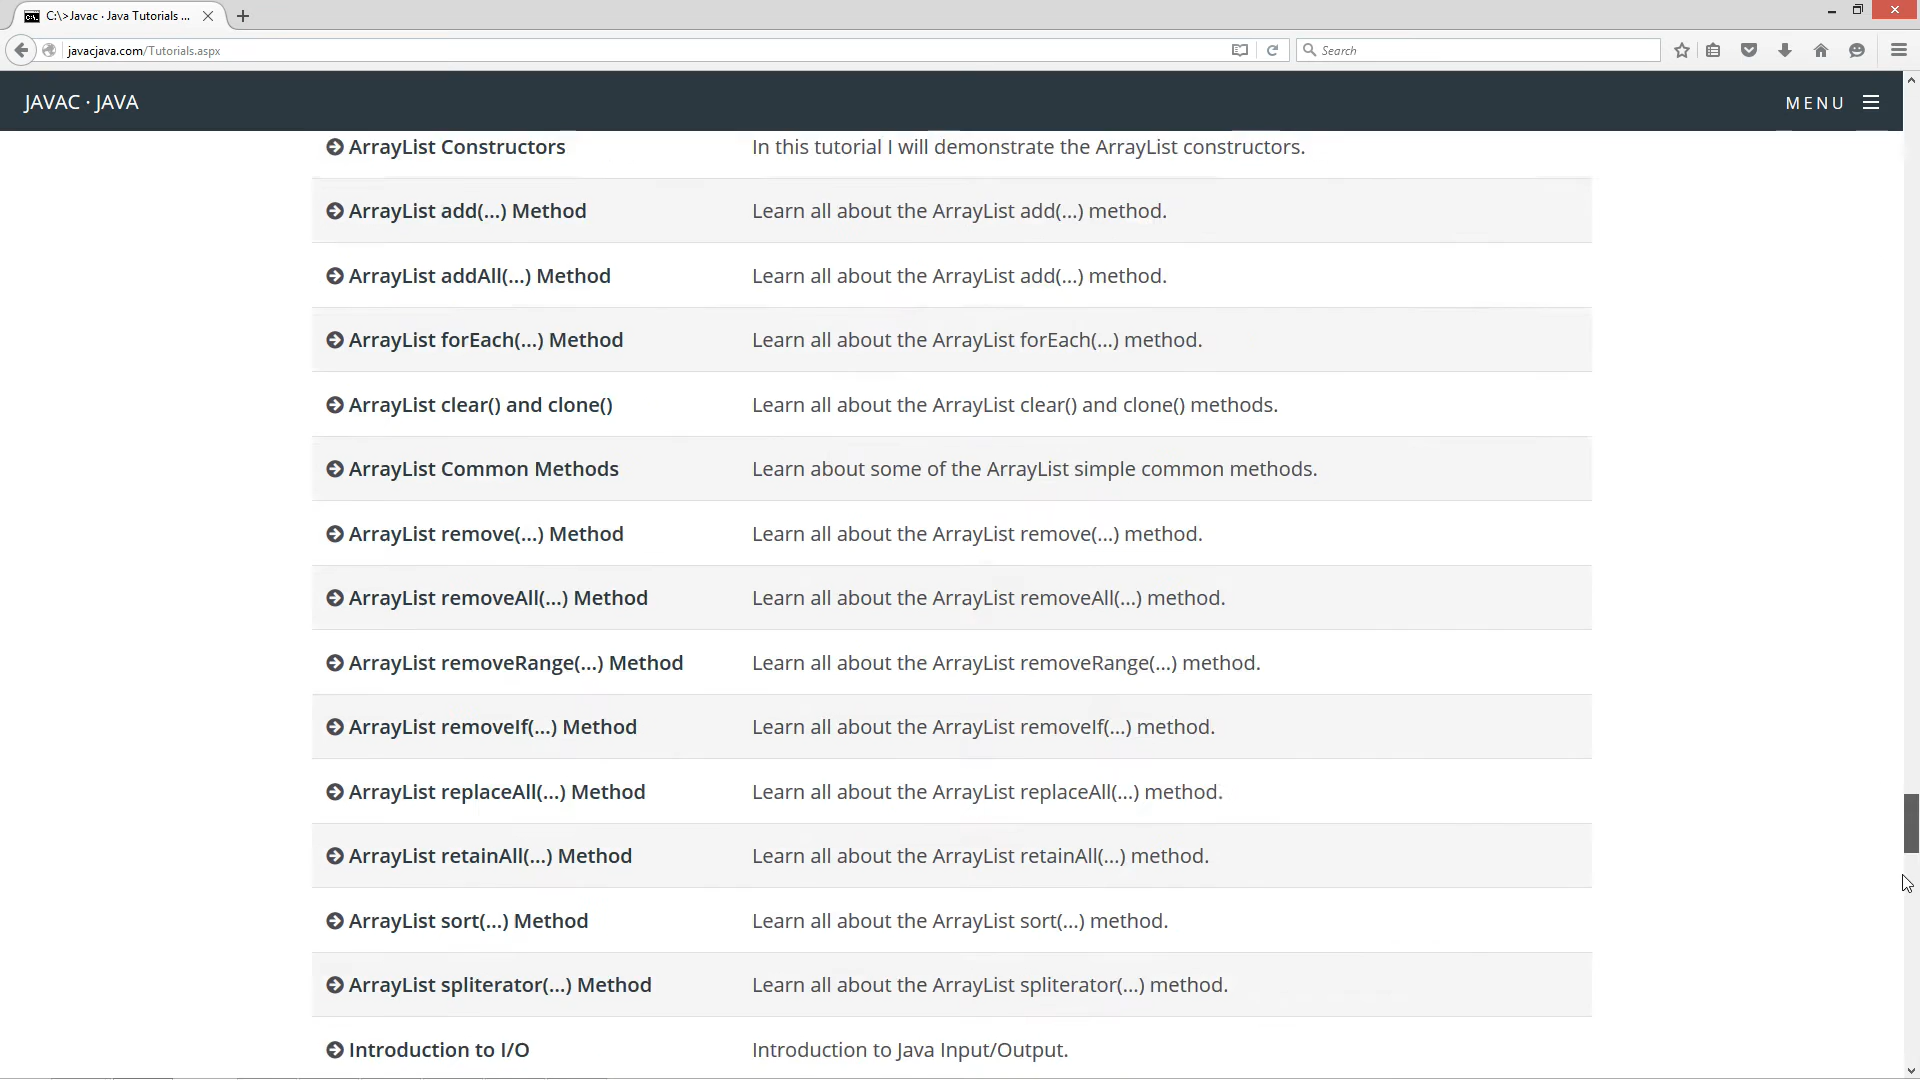 C:\>Javac · Java Tutorials ...
javacjava.com/Tutorials.aspx
Search
JAVAC · JAVA
MENU
ArrayList Constructors In this tutorial I will demonstrate the ArrayList constructors.
ArrayList add(...) Method Learn all about the ArrayList add(...) method.
ArrayList addAll(...) Method Learn all about the ArrayList add(...) method.
ArrayList forEach(...) Method Learn all about the ArrayList forEach(...) method.
ArrayList clear() and clone() Learn all about the ArrayList clear() and clone() methods.
ArrayList Common Methods Learn about some of the ArrayList simple common methods.
ArrayList remove(...) Method Learn all about the ArrayList remove(...) method.
ArrayList removeAll(...) Method Learn all about the ArrayList removeAll(...) method.
ArrayList removeRange(...) Method Learn all about the ArrayList removeRange(...) method.
ArrayList removeIf(...) Method Learn all about the ArrayList removeIf(...) method.
ArrayList replaceAll(...) Method Learn all about the ArrayList replaceAll(...) method.
ArrayList retainAll(...) Method Learn all about the ArrayList retainAll(...) method.
ArrayList sort(...) Method Learn all about the ArrayList sort(...) method.
ArrayList spliterator(...) Method Learn all about the ArrayList spliterator(...) method.
Introduction to I/O Introduction to Java Input/Output.